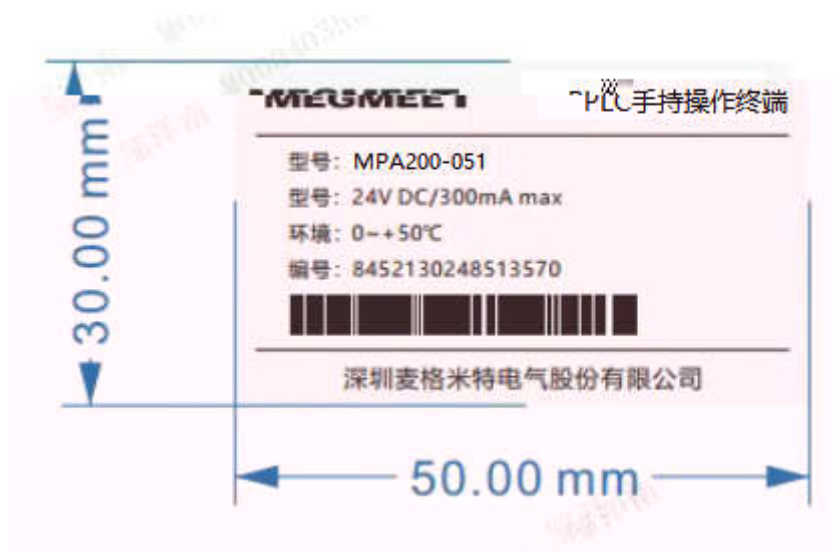 MEGMEET PLC手持操作终端
型号：MPA200-051
型号：24V DC/300mA max
环境：0~+50℃
编号：8452130248513570
深圳麦格米特电气股份有限公司
30.00 mm
50.00 mm